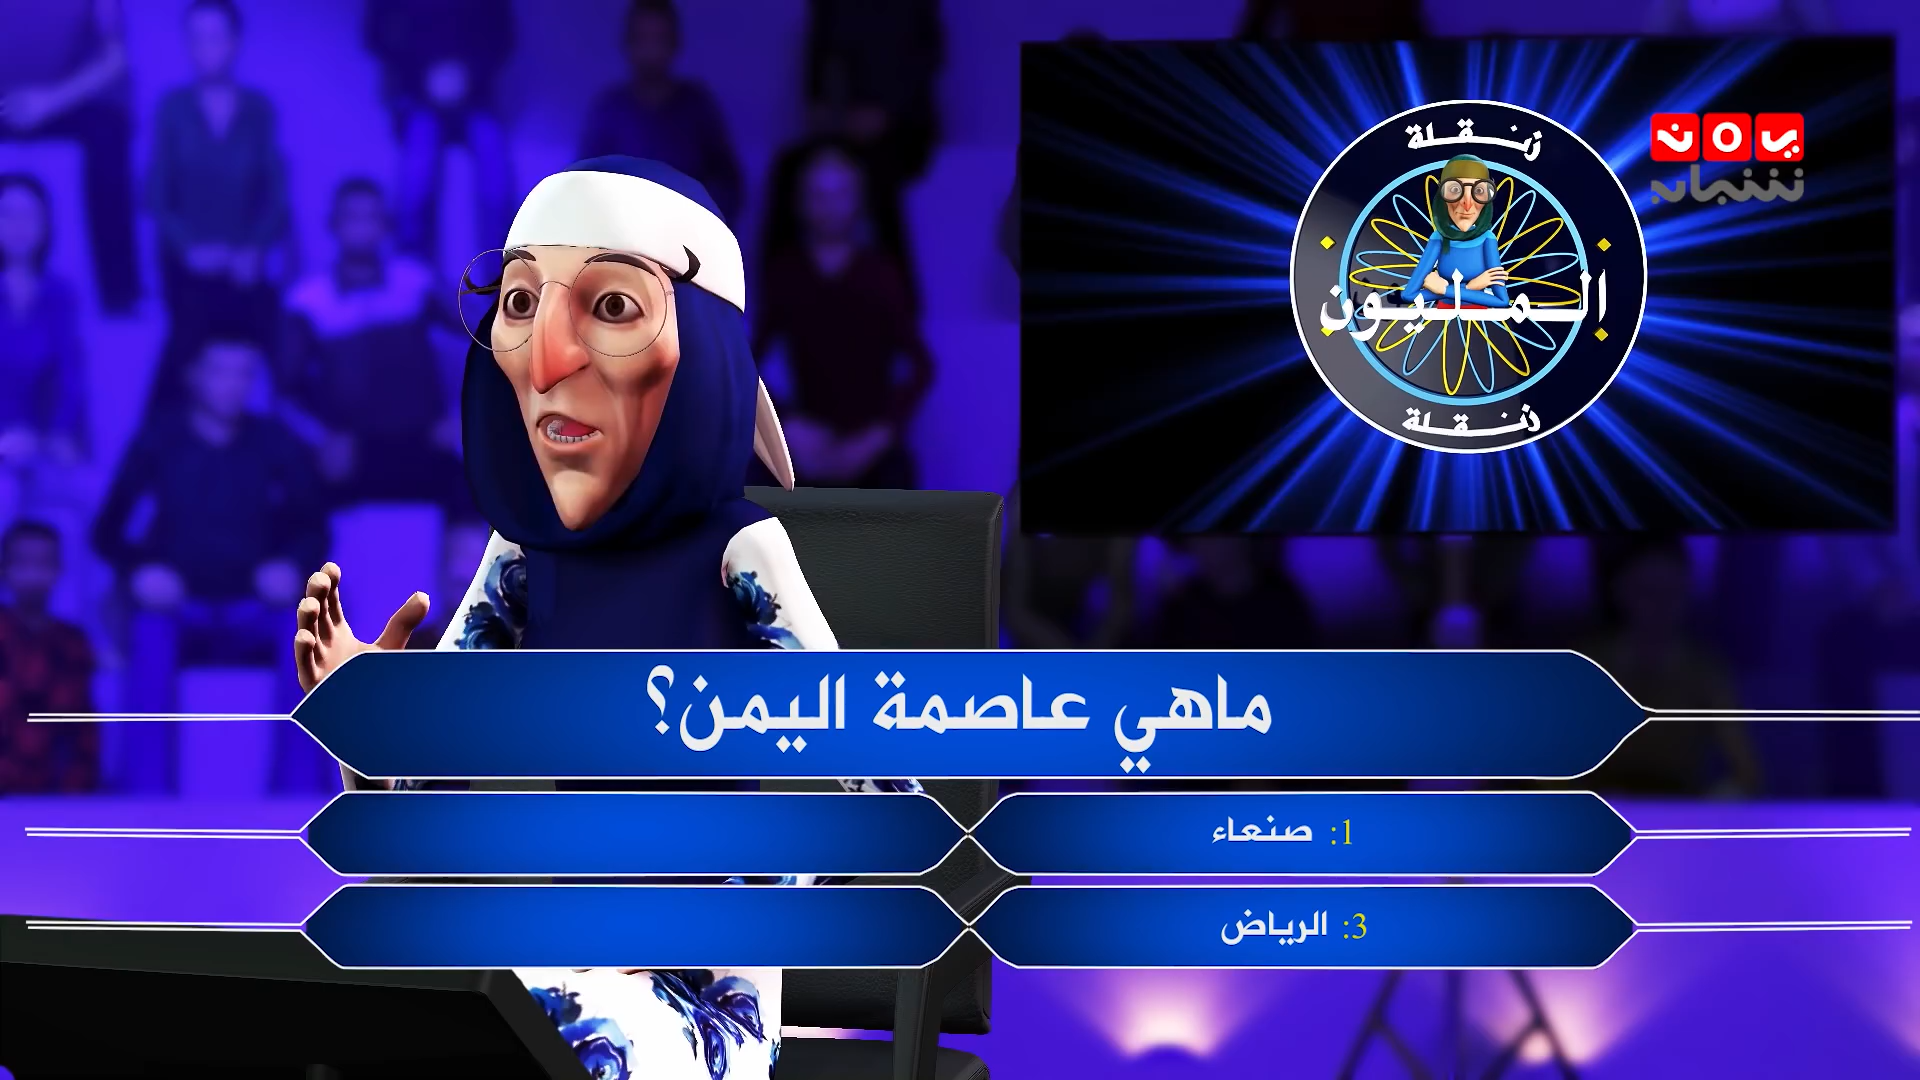 زنقلة
المليون
زنقلة
يمن
شباب
ماهي عاصمة اليمن؟
1: صنعاء
3: الرياض